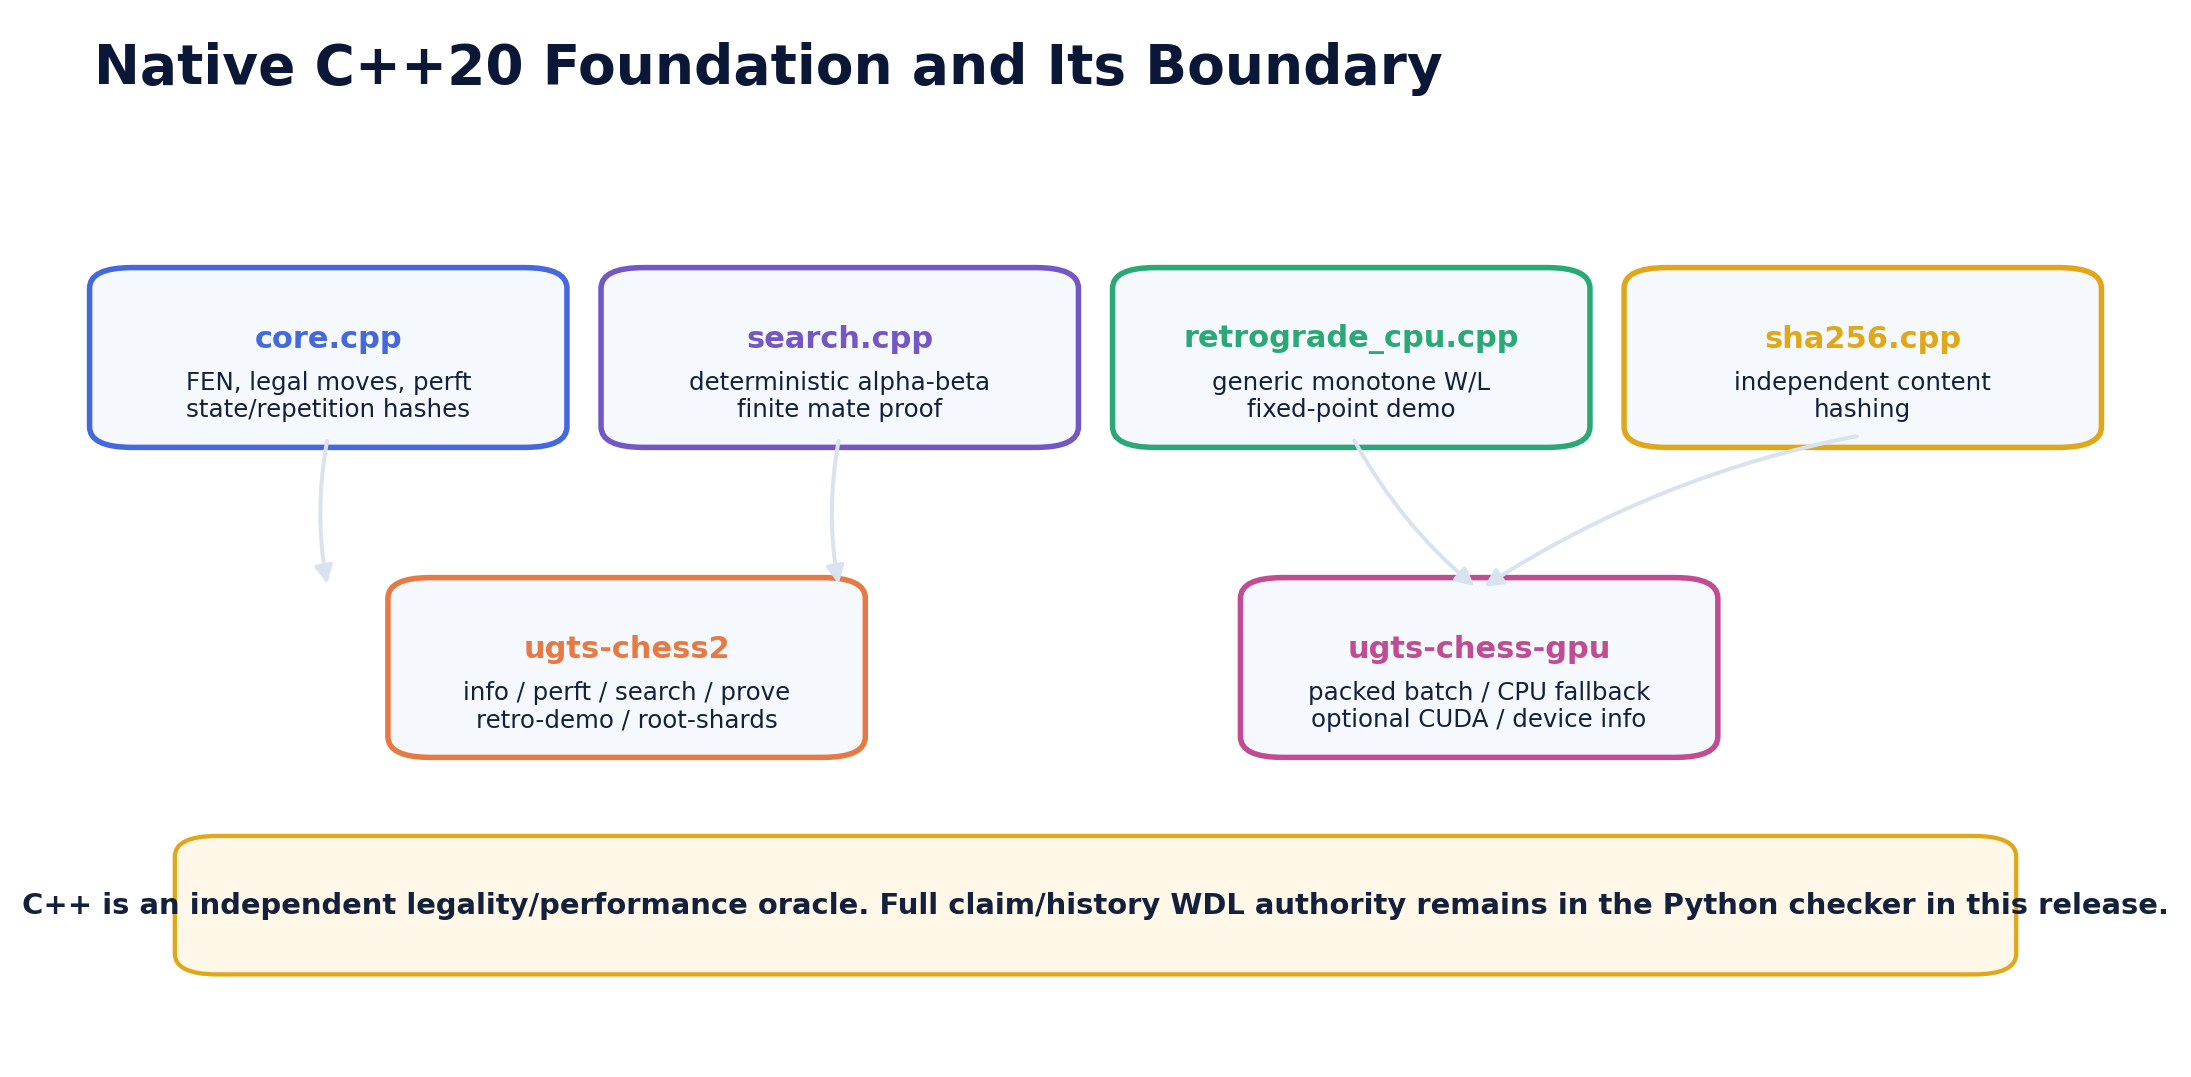 Native C++20 Foundation and Its Boundary
core.cpp
FEN, legal moves, perft
state/repetition hashes
search.cpp
deterministic alpha-beta
finite mate proof
retrograde_cpu.cpp
generic monotone W/L
fixed-point demo
sha256.cpp
independent content
hashing
ugts-chess2
info / perft / search / prove
retro-demo / root-shards
ugts-chess-gpu
packed batch / CPU fallback
optional CUDA / device info
C++ is an independent legality/performance oracle. Full claim/history WDL authority remains in the Python checker in this release.